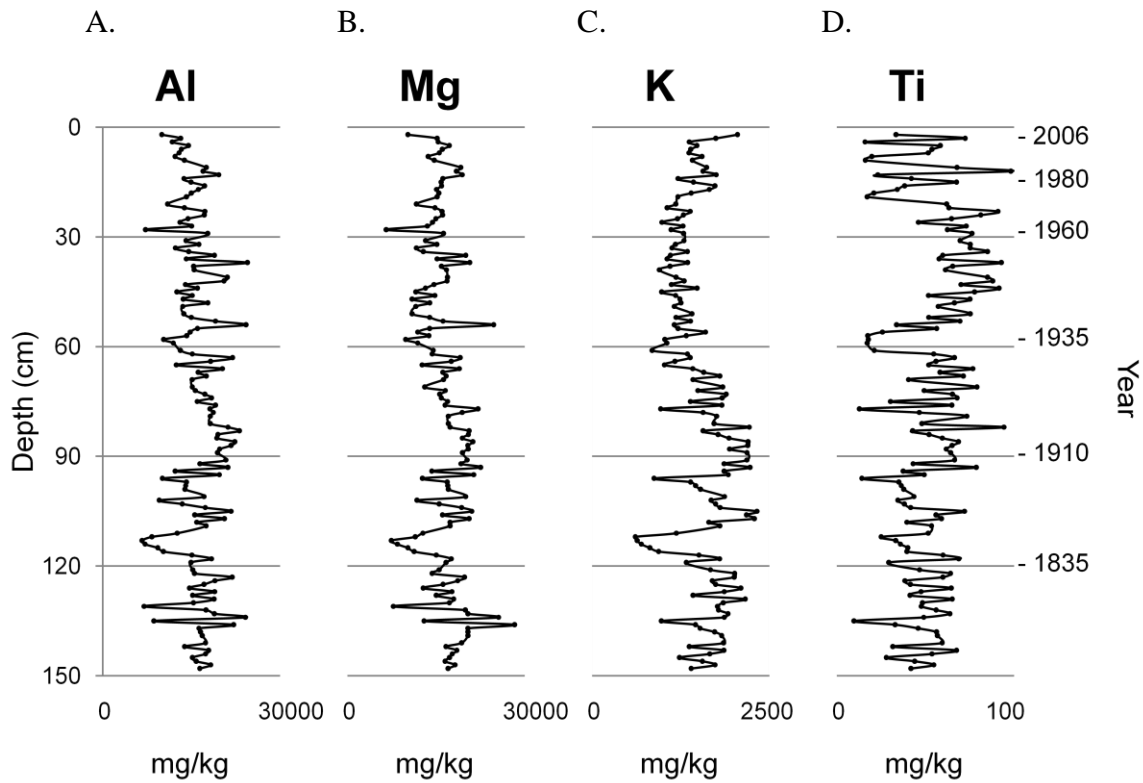 A. B. C. D.
Al Mg K Ti
0
30
60
90
120
150
Depth (cm)
- 2006
- 1980
- 1960
- 1935
- 1910
- 1835
Year
0 30000 0 30000 0 2500 0 100
mg/kg mg/kg mg/kg mg/kg